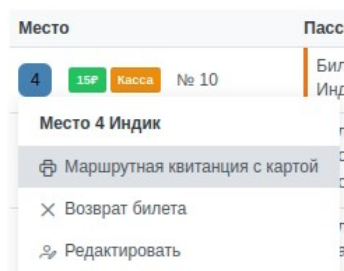 Место Пасс
4 15₽ Касса № 10 Бил
Инд
Место 4 Индик
Маршрутная квитанция с картой
Возврат билета
Редактировать